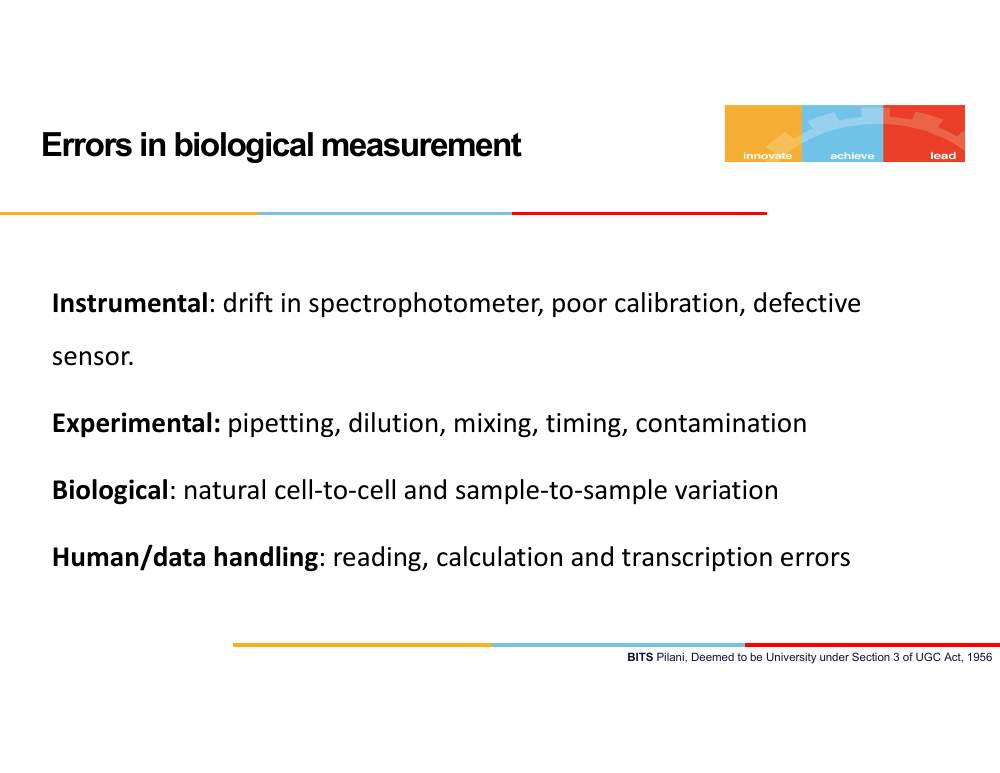 Errors in biological measurement
innovate achieve lead
Instrumental: drift in spectrophotometer, poor calibration, defective
sensor.
Experimental: pipetting, dilution, mixing, timing, contamination
Biological: natural cell-to-cell and sample-to-sample variation
Human/data handling: reading, calculation and transcription errors
BITS Pilani, Deemed to be University under Section 3 of UGC Act, 1956